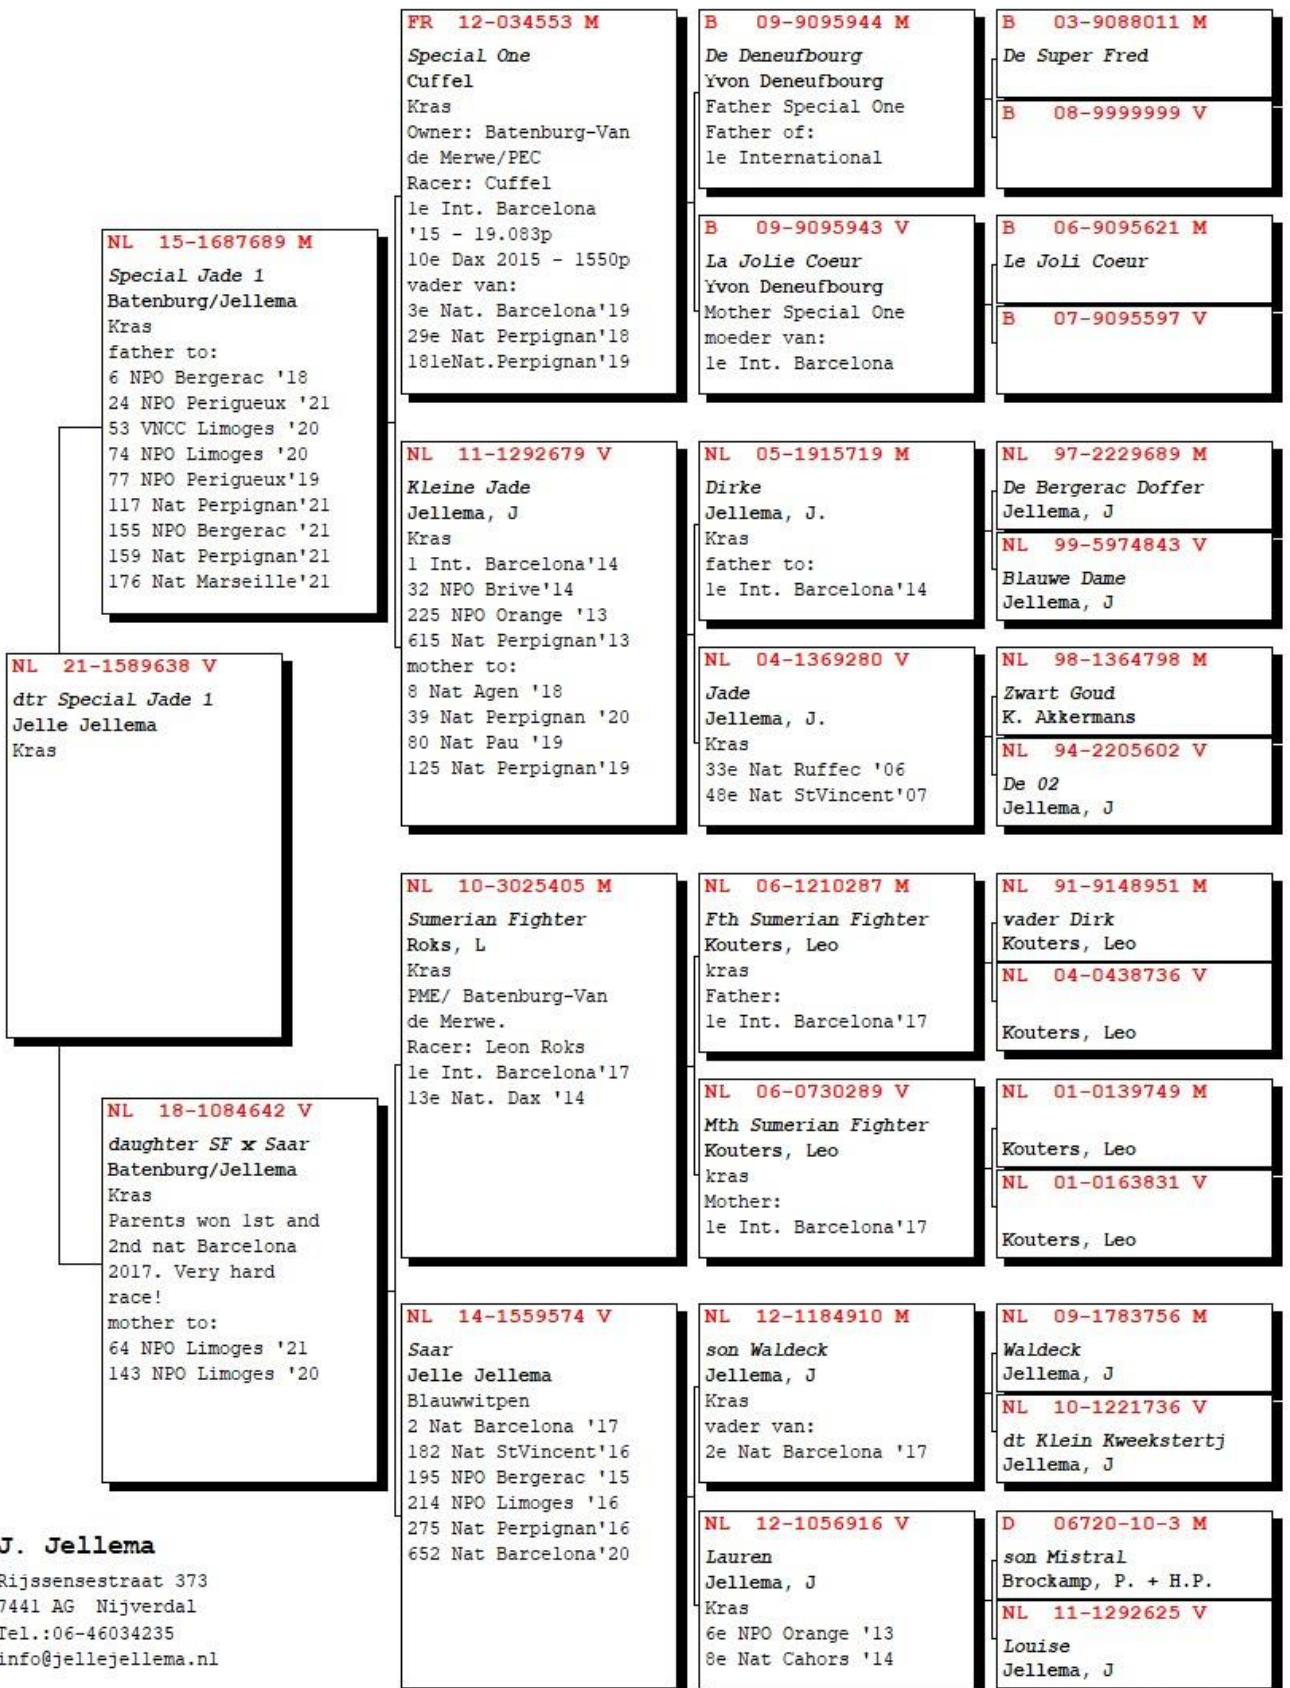 NL 21-1589638 V
dtr Special Jade 1
Jelle Jellema
Kras
NL 15-1687689 M
Special Jade 1
Batenburg/Jellema
Kras
father to:
6 NPO Bergerac '18
24 NPO Perigueux '21
53 VNCC Limoges '20
74 NPO Limoges '20
77 NPO Perigueux'19
117 Nat Perpignan'21
155 NPO Bergerac '21
159 Nat Perpignan'21
176 Nat Marseille'21
NL 18-1084642 V
daughter SF x Saar
Batenburg/Jellema
Kras
Parents won 1st and
2nd nat Barcelona
2017. Very hard
race!
mother to:
64 NPO Limoges '21
143 NPO Limoges '20
FR 12-034553 M
Special One
Cuffel
Kras
Owner: Batenburg-Van
de Merwe/PEC
Racer: Cuffel
1e Int. Barcelona
'15 - 19.083p
10e Dax 2015 - 1550p
vader van:
3e Nat. Barcelona'19
29e Nat Perpignan'18
181eNat.Perpignan'19
NL 11-1292679 V
Kleine Jade
Jellema, J
Kras
1 Int. Barcelona'14
32 NPO Brive'14
225 NPO Orange '13
615 Nat Perpignan'13
mother to:
8 Nat Agen '18
39 Nat Perpignan '20
80 Nat Pau '19
125 Nat Perpignan'19
NL 10-3025405 M
Sumerian Fighter
Roks, L
Kras
PME/ Batenburg-Van
de Merwe.
Racer: Leon Roks
1e Int. Barcelona'17
13e Nat. Dax '14
NL 14-1559574 V
Saar
Jelle Jellema
Blauwwitpen
2 Nat Barcelona '17
182 Nat StVincent'16
195 NPO Bergerac '15
214 NPO Limoges '16
275 Nat Perpignan'16
652 Nat Barcelona'20
B 09-9095944 M
De Deneufbourg
Yvon Deneufbourg
Father Special One
Father of:
1e International
B 09-9095943 V
La Jolie Coeur
Yvon Deneufbourg
Mother Special One
moeder van:
1e Int. Barcelona
NL 05-1915719 M
Dirke
Jellema, J.
Kras
father to:
1e Int. Barcelona'14
NL 04-1369280 V
Jade
Jellema, J.
Kras
33e Nat Ruffec '06
48e Nat StVincent'07
NL 06-1210287 M
Fth Sumerian Fighter
Kouters, Leo
kras
Father:
1e Int. Barcelona'17
NL 06-0730289 V
Mth Sumerian Fighter
Kouters, Leo
kras
Mother:
1e Int. Barcelona'17
NL 12-1184910 M
son Waldeck
Jellema, J
Kras
vader van:
2e Nat Barcelona '17
NL 12-1056916 V
Lauren
Jellema, J
Kras
6e NPO Orange '13
8e Nat Cahors '14
B 03-9088011 M
De Super Fred
B 08-9999999 V
B 06-9095621 M
Le Joli Coeur
B 07-9095597 V
NL 97-2229689 M
De Bergerac Doffer
Jellema, J
NL 99-5974843 V
Blauwe Dame
Jellema, J
NL 98-1364798 M
Zwart Goud
K. Akkermans
NL 94-2205602 V
De 02
Jellema, J
NL 91-9148951 M
vader Dirk
Kouters, Leo
NL 04-0438736 V
Kouters, Leo
NL 01-0139749 M
Kouters, Leo
NL 01-0163831 V
Kouters, Leo
NL 09-1783756 M
Waldeck
Jellema, J
NL 10-1221736 V
dt Klein Kweekstertj
Jellema, J
D 06720-10-3 M
son Mistral
Brockamp, P. + H.P.
NL 11-1292625 V
Louise
Jellema, J
J. Jellema
Rijssensestraat 373
7441 AG Nijverdal
Tel.:06-46034235
info@jellejellema.nl